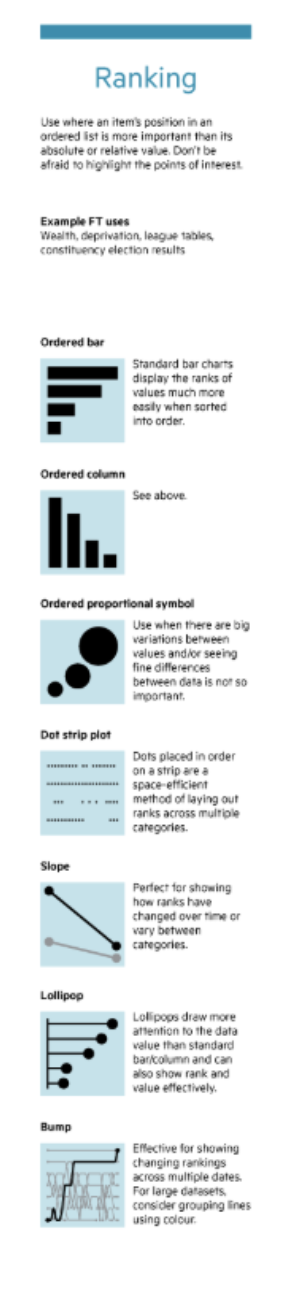 Ranking
Use where an item's position in an
ordered list is more important than its
absolute or relative value. Don't be
afraid to highlight the points of interest.
Example FT uses
Wealth, deprivation, league tables,
constituency election results
Ordered bar
Standard bar charts
display the ranks of
values much more
easily when sorted
into order.
Ordered column
See above.
Ordered proportional symbol
Use when there are big
variations between
values and/or seeing
fine differences
between data is not so
important.
Dot strip plot
Dots placed in order
on a strip are a
space-efficient
method of laying out
ranks across multiple
categories.
Slope
Perfect for showing
how ranks have
changed over time or
vary between
categories.
Lollipop
Lollipops draw more
attention to the data
value than standard
bar/column and can
also show rank and
value effectively.
Bump
Effective for showing
changing rankings
across multiple dates.
For large datasets,
consider grouping lines
using colour.